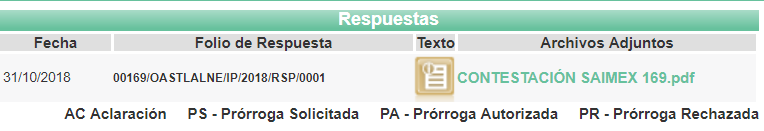 Respuestas
Fecha Folio de Respuesta Texto Archivos Adjuntos
31/10/2018 00169/OASTLALNE/IP/2018/RSP/0001 CONTESTACIÓN SAIMEX 169.pdf
AC Aclaración PS - Prórroga Solicitada PA - Prórroga Autorizada PR - Prórroga Rechazada